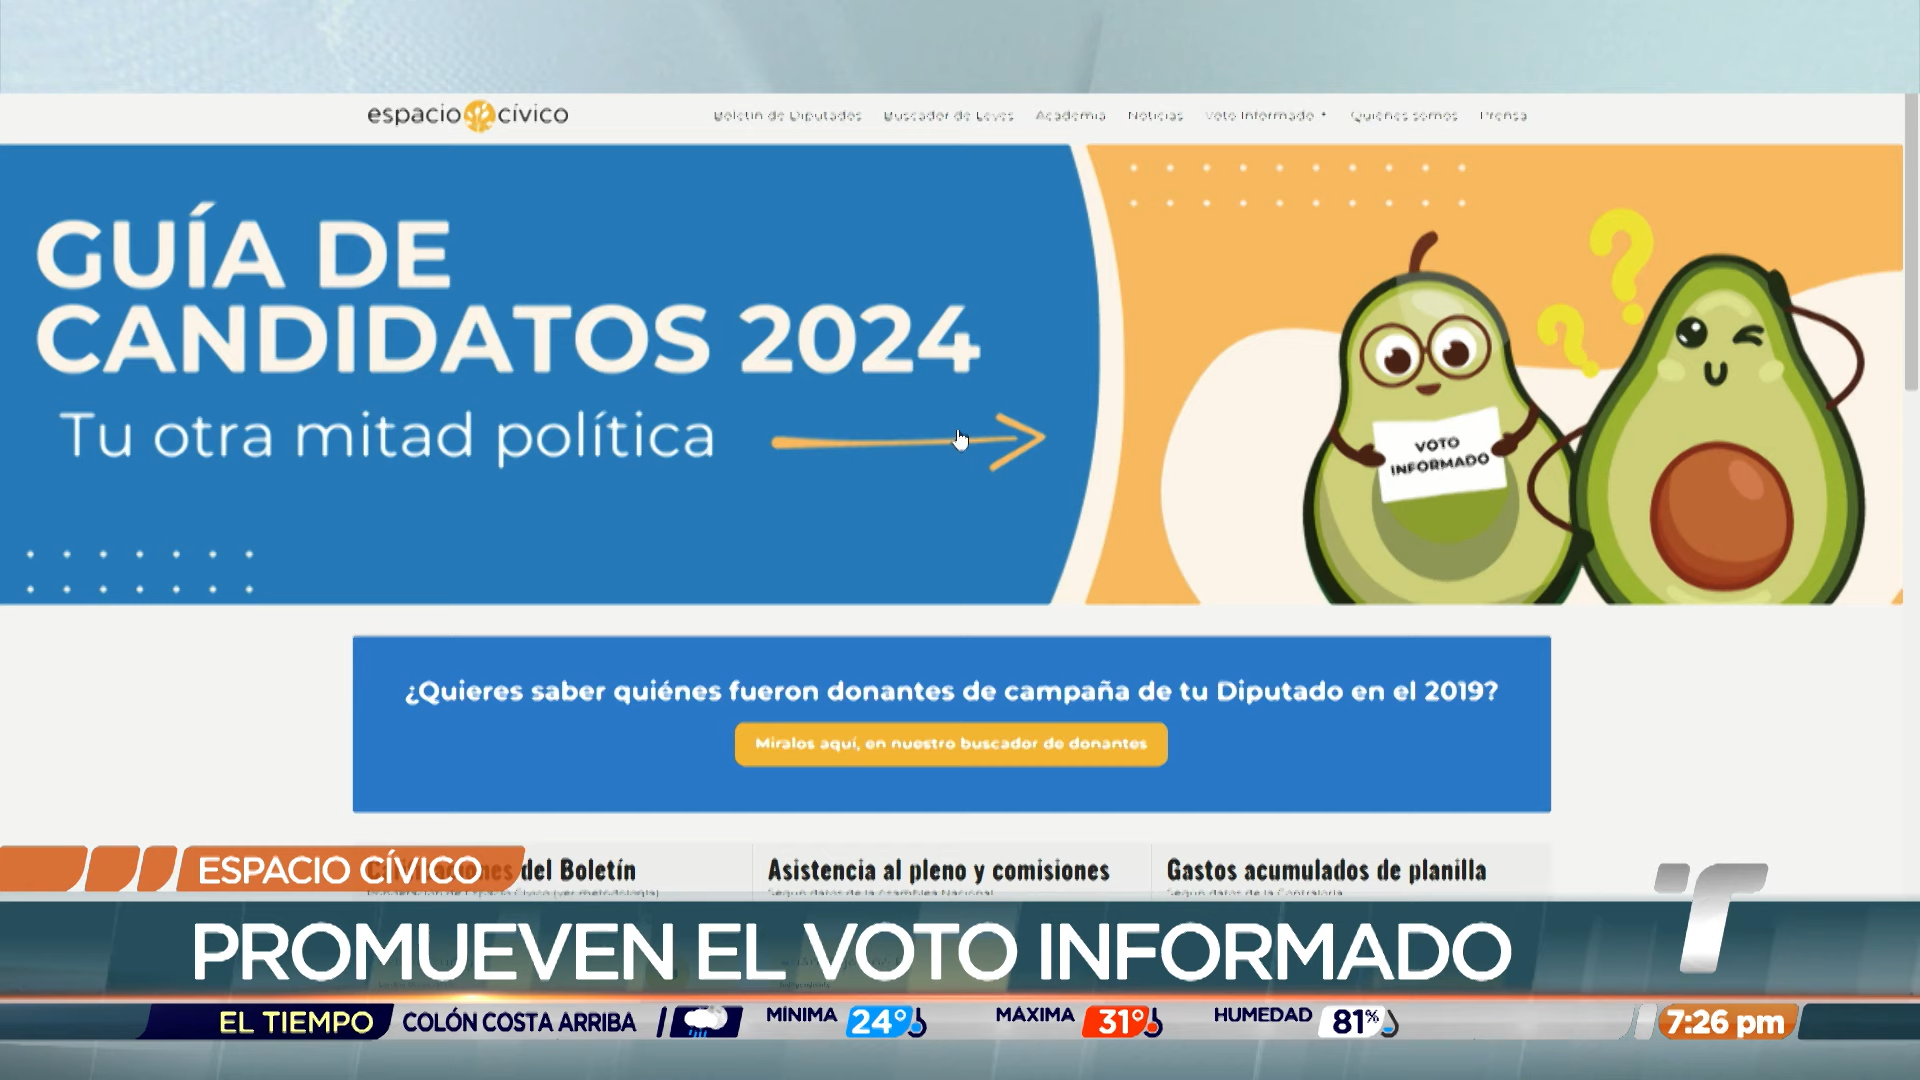 espacio cívico
Boletín de Diputados Buscador de Leyes Academia Noticias Voto Informado Quiénes somos Prensa
GUÍA DE
CANDIDATOS 2024
Tu otra mitad política
VOTO
INFORMADO
¿Quieres saber quiénes fueron donantes de campaña de tu Diputado en el 2019?
Míralos aquí, en nuestro buscador de donantes
del Boletín
Asistencia al pleno y comisiones
Gastos acumulados de planilla
ESPACIO CÍVICO
PROMUEVEN EL VOTO INFORMADO
EL TIEMPO COLÓN COSTA ARRIBA MÍNIMA 24° MÁXIMA 31° HUMEDAD 81% 7:26 pm